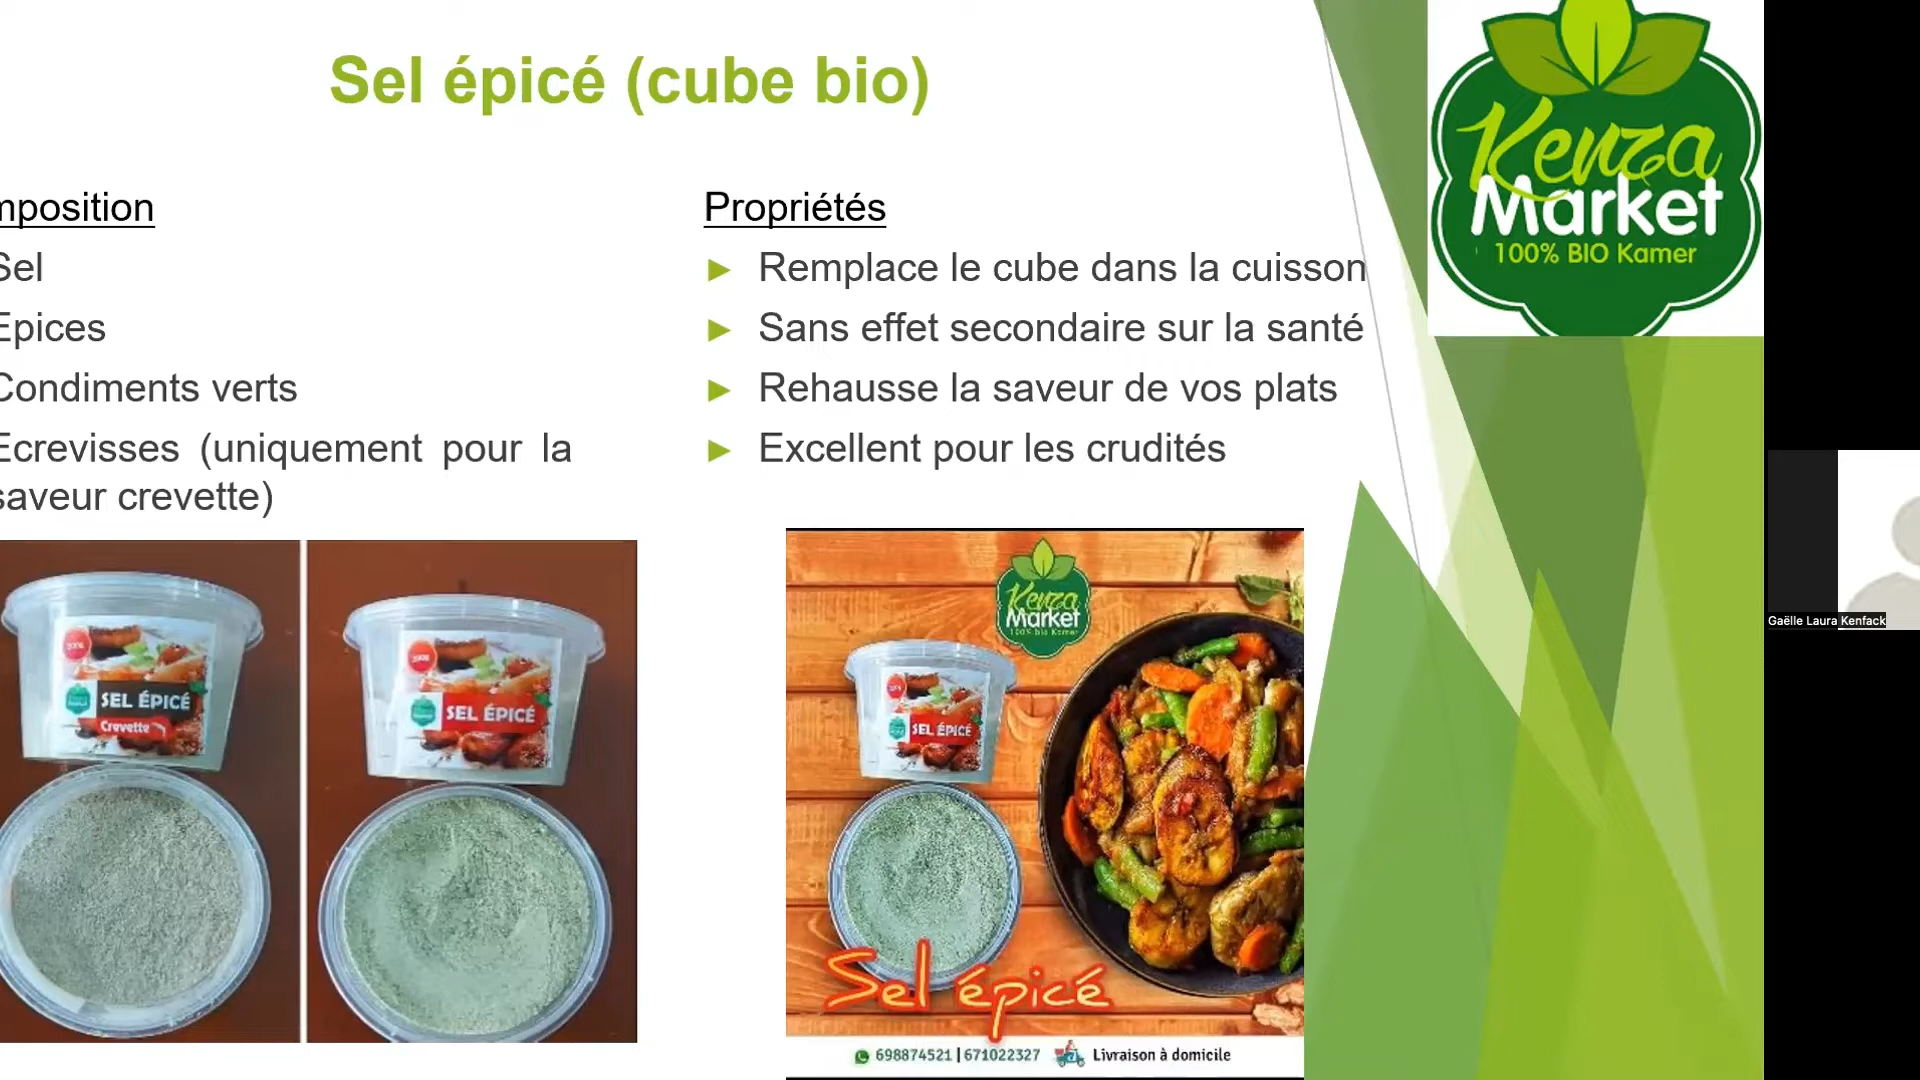 Sel épicé (cube bio)
mposition
Sel
Epices
Condiments verts
Ecrevisses (uniquement pour la
saveur crevette)
Propriétés
Remplace le cube dans la cuisson
Sans effet secondaire sur la santé
Rehausse la saveur de vos plats
Excellent pour les crudités
Kenza
Market
100% BIO Kamer
SEL ÉPICÉ
Crevette
SEL ÉPICÉ
Kenza
Market
100% bio Kamer
SEL ÉPICÉ
Sel épicé
698874521 | 671022327 Livraison à domicile
Gaëlle Laura Kenfack